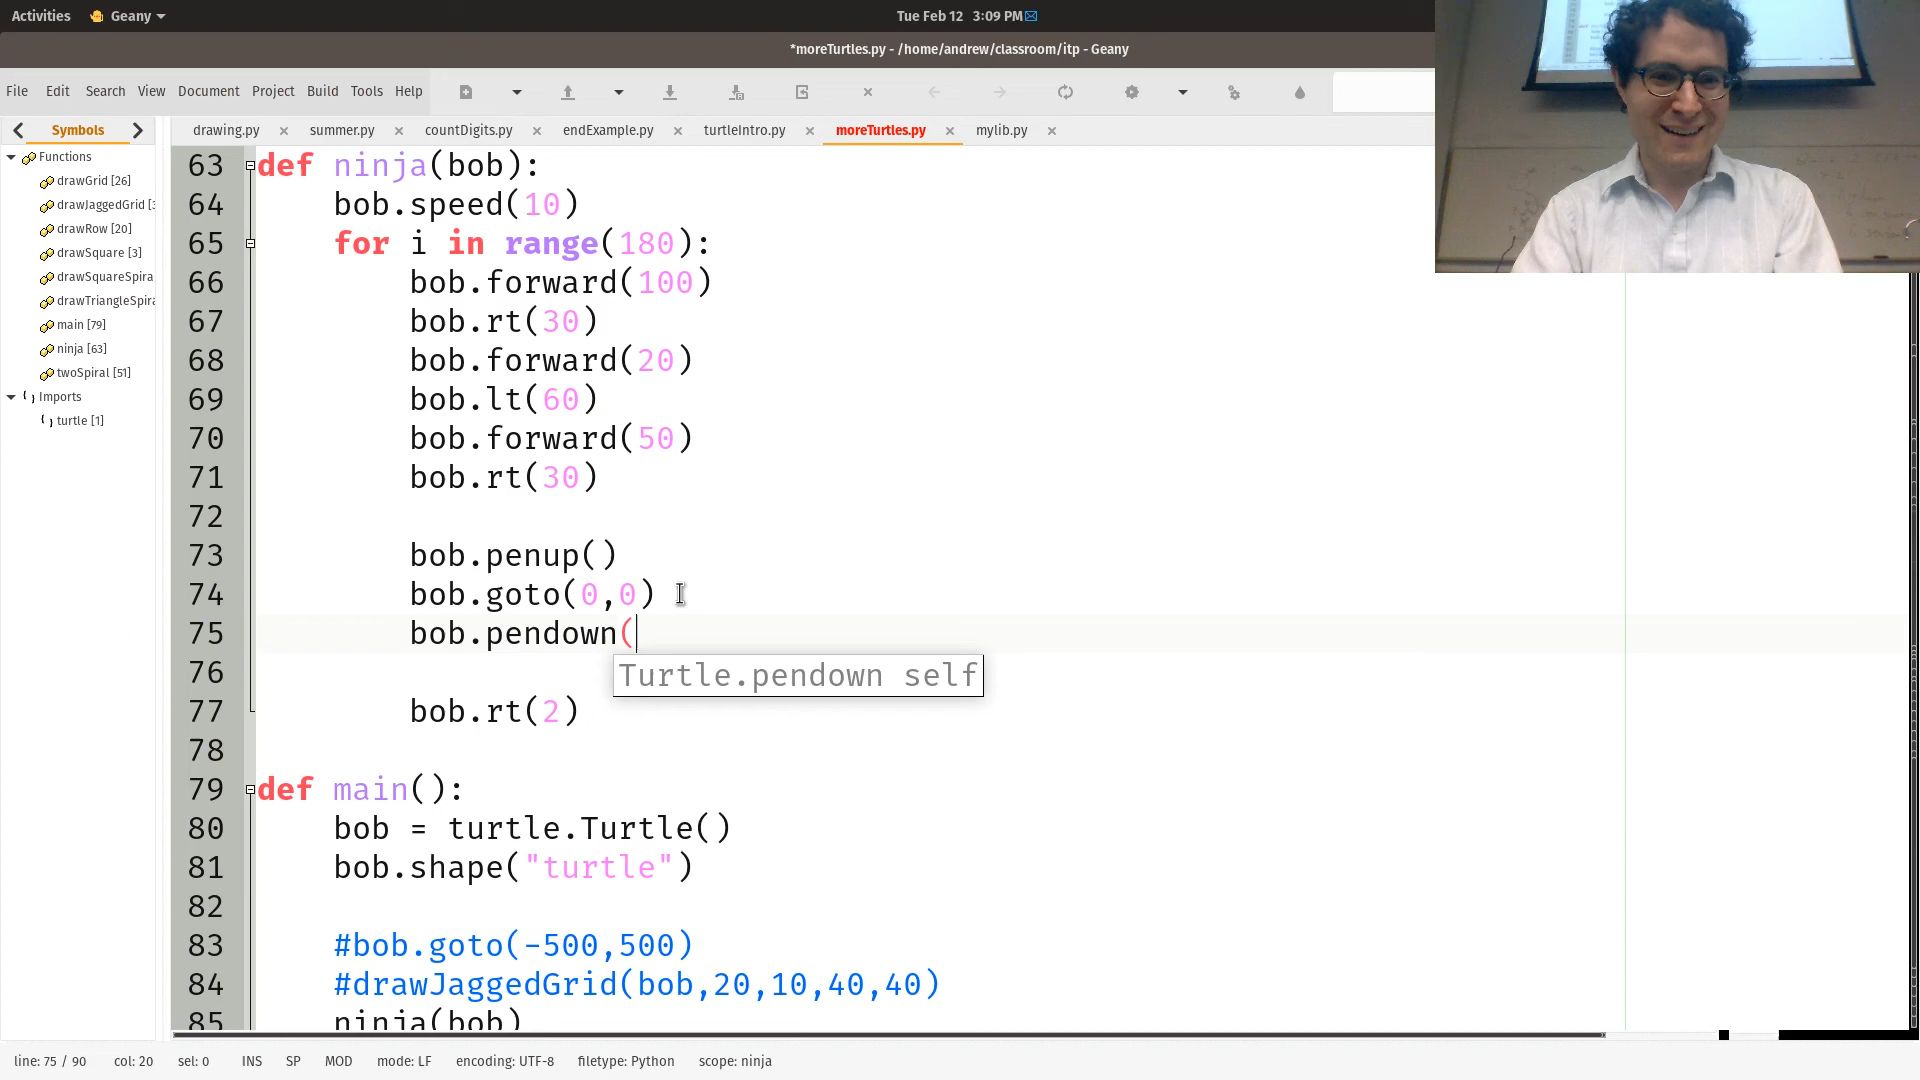 Activities Geany Tue Feb 12 3:09 PM
*moreTurtles.py - /home/andrew/classroom/itp - Geany
File Edit Search View Document Project Build Tools Help
Symbols drawing.py summer.py countDigits.py endExample.py turtleIntro.py moreTurtles.py mylib.py
Functions
drawGrid [26]
drawJaggedGrid [3
drawRow [20]
drawSquare [3]
drawSquareSpira
drawTriangleSpira
main [79]
ninja [63]
twoSpiral [51]
Imports
turtle [1]
63 def ninja(bob):
64 bob.speed(10)
65 for i in range(180):
66 bob.forward(100)
67 bob.rt(30)
68 bob.forward(20)
69 bob.lt(60)
70 bob.forward(50)
71 bob.rt(30)
72
73 bob.penup()
74 bob.goto(0,0)
75 bob.pendown(
76 Turtle.pendown self
77 bob.rt(2)
78
79 def main():
80 bob = turtle.Turtle()
81 bob.shape("turtle")
82
83 #bob.goto(-500,500)
84 #drawJaggedGrid(bob,20,10,40,40)
85 ninja(bob)
line: 75 / 90 col: 20 sel: 0 INS SP MOD mode: LF encoding: UTF-8 filetype: Python scope: ninja